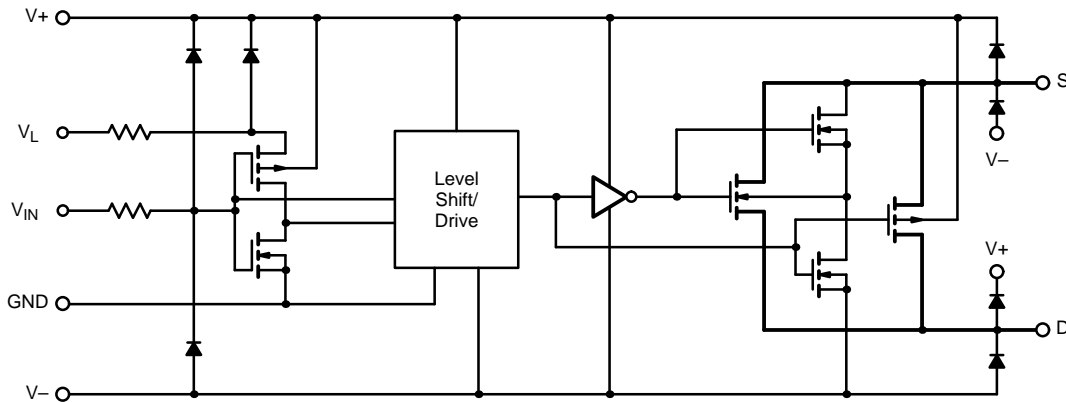 V+
S
V–
VL
Level
Shift/
Drive
VIN
V+
GND
D
V–